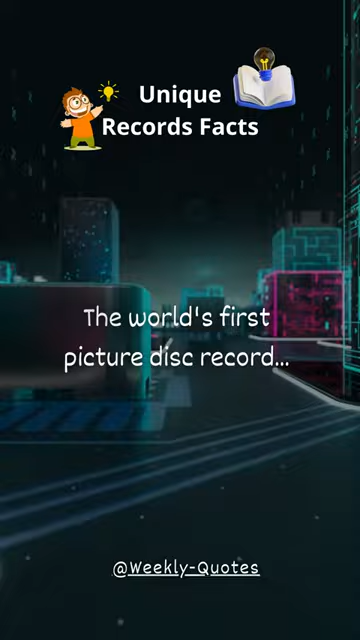 Unique
Records Facts
The world's first
picture disc record...
@Weekly-Quotes